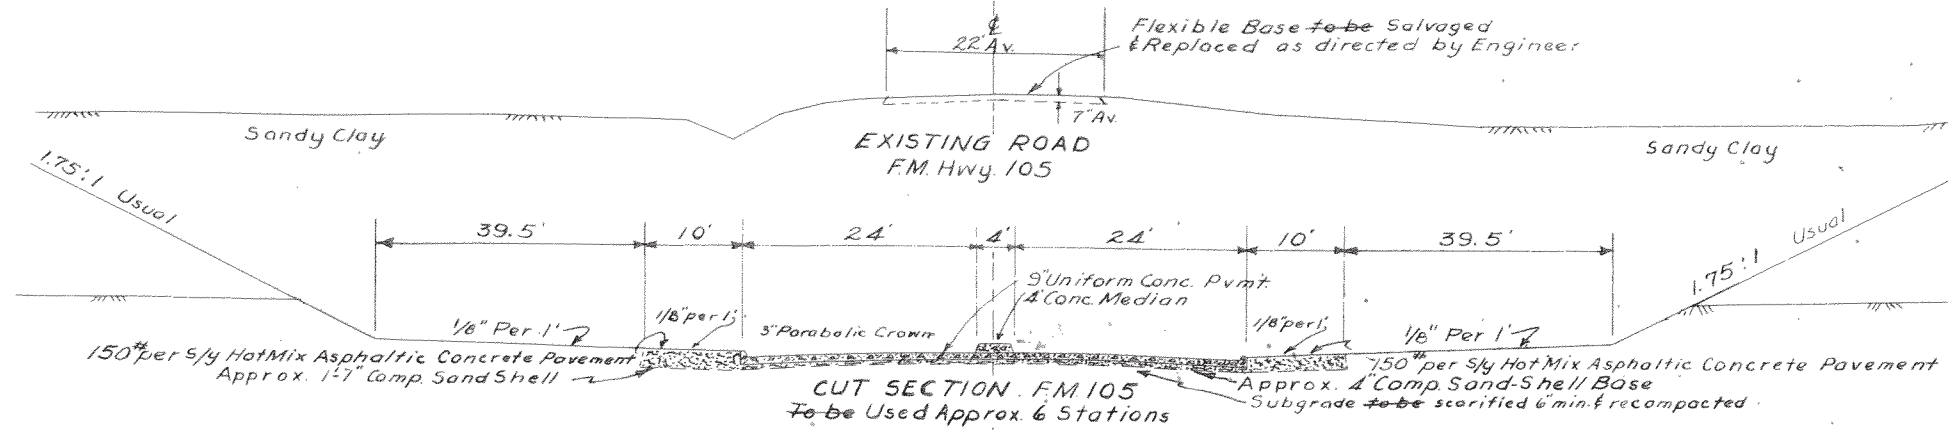 ℄
22' Av.
Flexible Base to be Salvaged
& Replaced as directed by Engineer
7" Av.
Sandy Clay
EXISTING ROAD
F.M. Hwy. 105
Sandy Clay
1.75:1 Usual
1.75:1 Usual
39.5' 10' 24' 4' 24' 10' 39.5'
9" Uniform Conc. Pvmt.
4' Conc. Median
1/8" Per 1'
1/8" per 1'
3" Parabolic Crown
1/8" per 1'
1/8" Per 1'
150# per S/y Hot Mix Asphaltic Concrete Pavement
Approx. 1'-7" Comp. Sand Shell
150# per S/y Hot Mix Asphaltic Concrete Pavement
Approx. 4" Comp. Sand-Shell Base
Subgrade to be scarified 6" min. & recompacted
CUT SECTION F.M. 105
To be Used Approx. 6 Stations